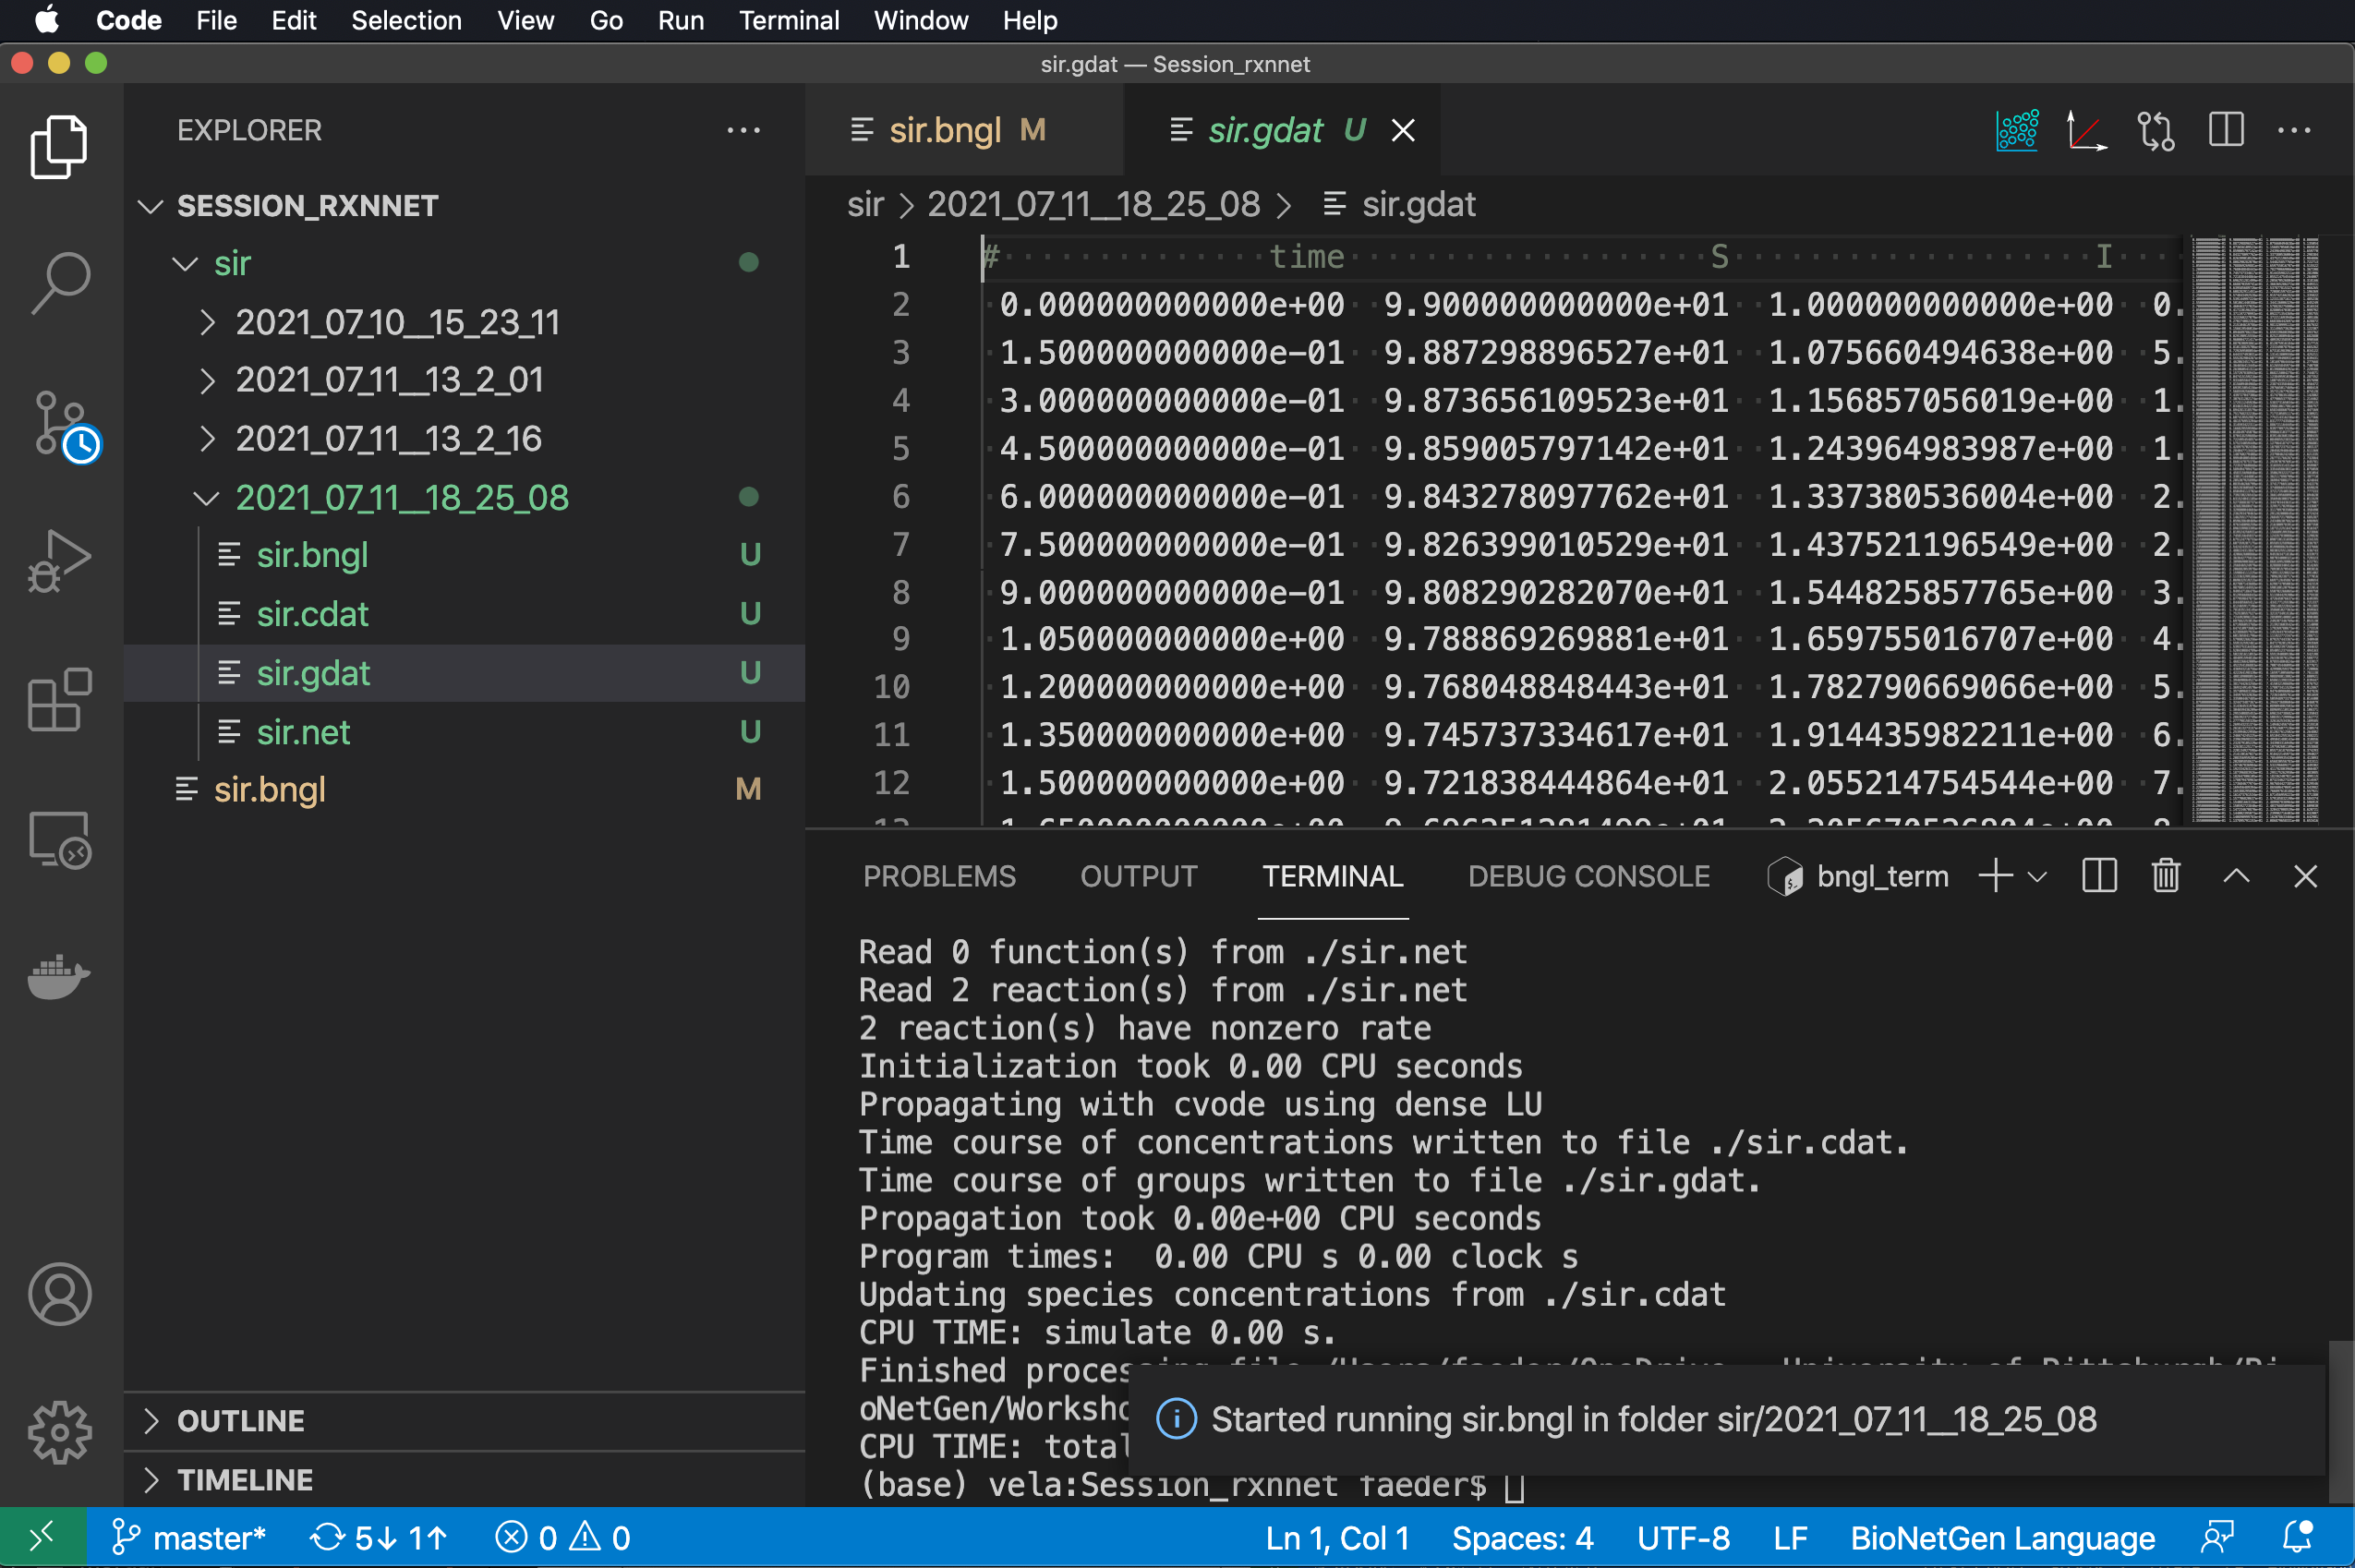 Code File Edit Selection View Go Run Terminal Window Help
sir.gdat — Session_rxnnet
EXPLORER
SESSION_RXNNET
sir
2021_07_10__15_23_11
2021_07_11__13_2_01
2021_07_11__13_2_16
2021_07_11__18_25_08
sir.bngl U
sir.cdat U
sir.gdat U
sir.net U
sir.bngl M
OUTLINE
TIMELINE
sir.bngl M sir.gdat U
sir > 2021_07_11__18_25_08 > sir.gdat
1 # time S I
2 0.000000000000e+00 9.900000000000e+01 1.000000000000e+00 0.
3 1.500000000000e-01 9.887298896527e+01 1.075660494638e+00 5.
4 3.000000000000e-01 9.873656109523e+01 1.156857056019e+00 1.
5 4.500000000000e-01 9.859005797142e+01 1.243964983987e+00 1.
6 6.000000000000e-01 9.843278097762e+01 1.337380536004e+00 2.
7 7.500000000000e-01 9.826399010529e+01 1.437521196549e+00 2.
8 9.000000000000e-01 9.808290282070e+01 1.544825857765e+00 3.
9 1.050000000000e+00 9.788869269881e+01 1.659755016707e+00 4.
10 1.200000000000e+00 9.768048848443e+01 1.782790669066e+00 5.
11 1.350000000000e+00 9.745737334617e+01 1.914435982211e+00 6.
12 1.500000000000e+00 9.721838444864e+01 2.055214754544e+00 7.
PROBLEMS OUTPUT TERMINAL DEBUG CONSOLE bngl_term
Read 0 function(s) from ./sir.net
Read 2 reaction(s) from ./sir.net
2 reaction(s) have nonzero rate
Initialization took 0.00 CPU seconds
Propagating with cvode using dense LU
Time course of concentrations written to file ./sir.cdat.
Time course of groups written to file ./sir.gdat.
Propagation took 0.00e+00 CPU seconds
Program times:  0.00 CPU s 0.00 clock s
Updating species concentrations from ./sir.cdat
CPU TIME: simulate 0.00 s.
Finished processing file /Users/faeder/OneDrive - University of Pittsburgh/Bi
oNetGen/Worksho
CPU TIME: total
(base) vela:Session_rxnnet faeder$
Started running sir.bngl in folder sir/2021_07_11__18_25_08
master* 5↓ 1↑ 0 0 Ln 1, Col 1 Spaces: 4 UTF-8 LF BioNetGen Language